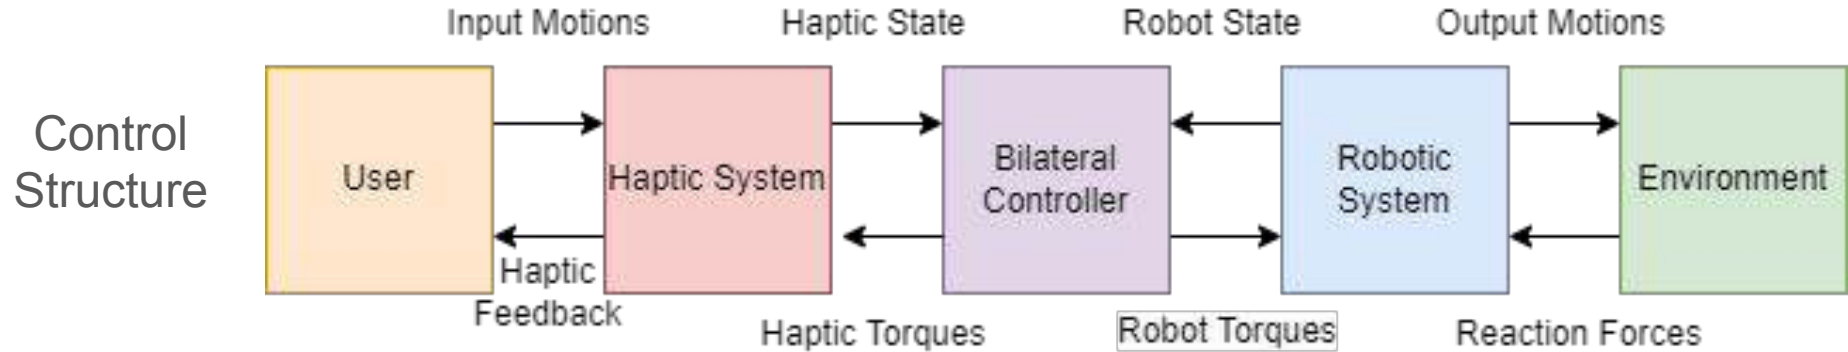 Input Motions
Haptic State
Robot State
Output Motions
Control
Structure
User
Haptic System
Bilateral
Controller
Robotic
System
Environment
Haptic
Feedback
Haptic Torques
Robot Torques
Reaction Forces